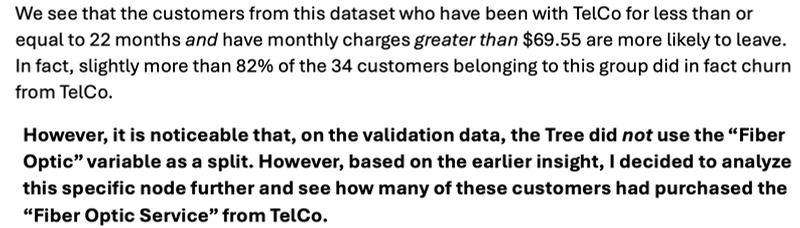 We see that the customers from this dataset who have been with TelCo for less than or
equal to 22 months and have monthly charges greater than $69.55 are more likely to leave.
In fact, slightly more than 82% of the 34 customers belonging to this group did in fact churn
from TelCo.
However, it is noticeable that, on the validation data, the Tree did not use the “Fiber
Optic” variable as a split. However, based on the earlier insight, I decided to analyze
this specific node further and see how many of these customers had purchased the
“Fiber Optic Service” from TelCo.